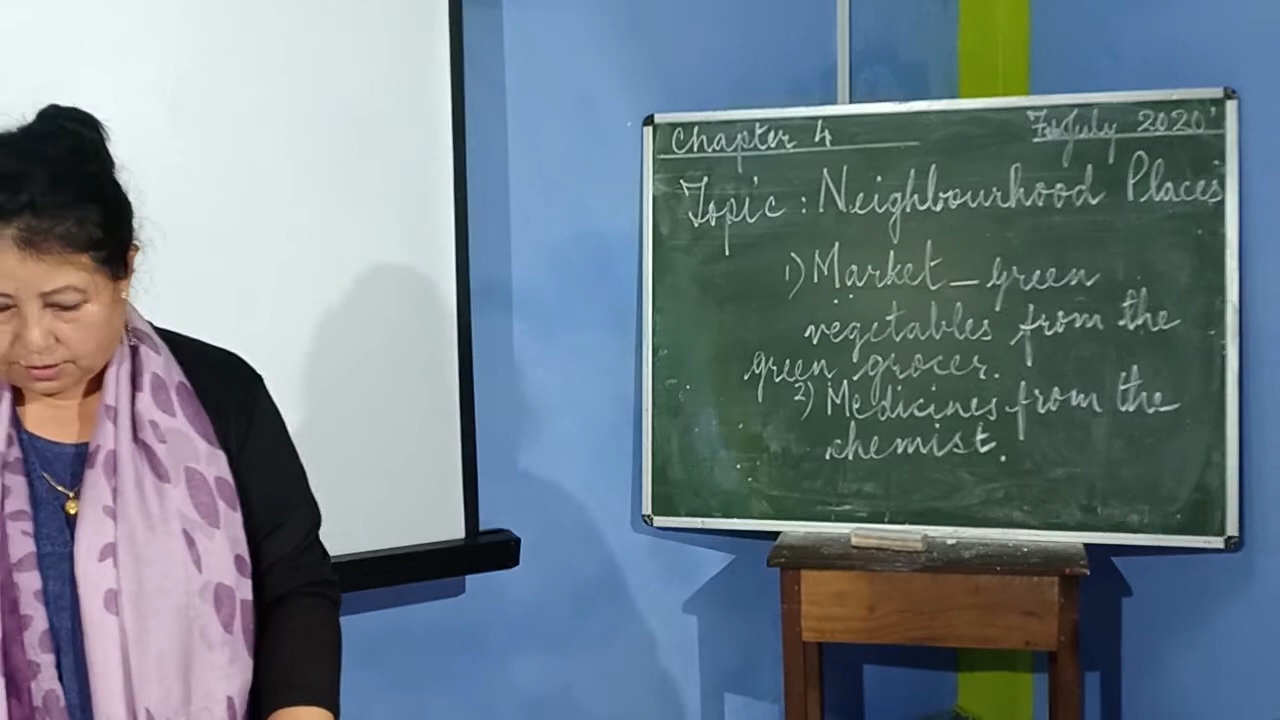 Chapter 4
7th July 2020
Topic : Neighbourhood Places
1) Market - green
vegetables from the
green grocer.
2) Medicines from the
chemist.